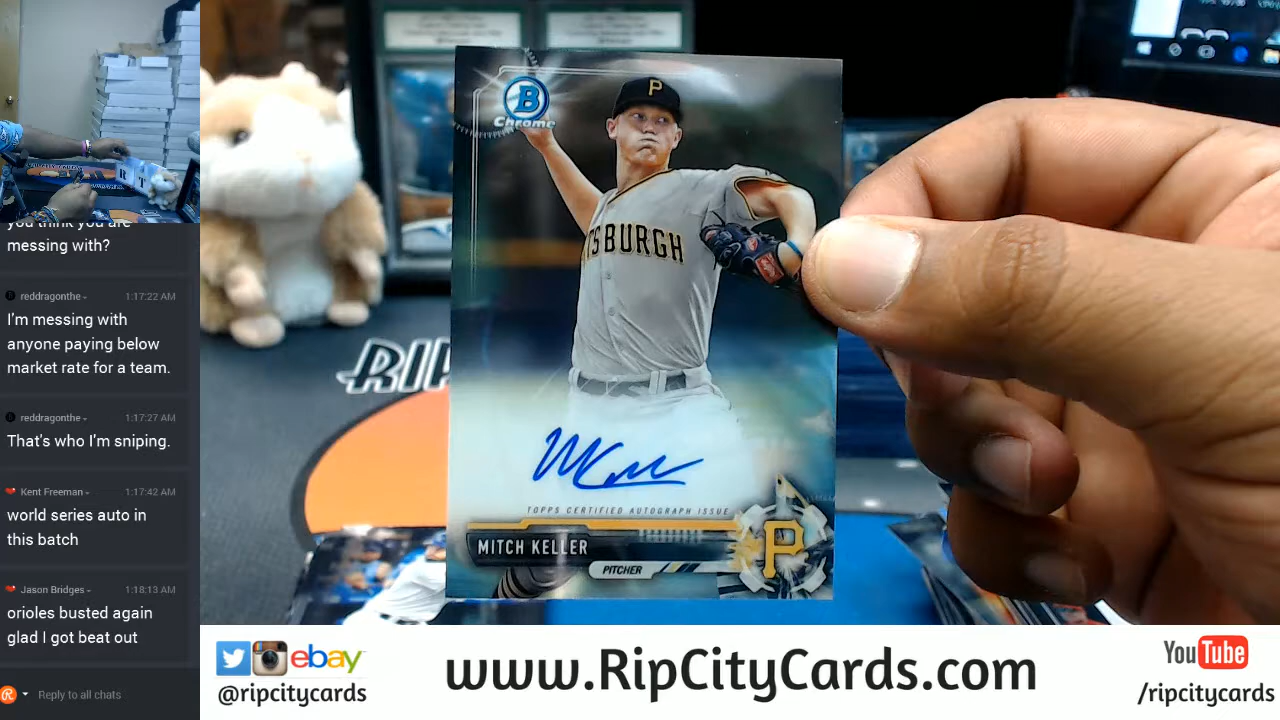 you think you are
messing with?
reddragonthe
1:17:22 AM
I'm messing with
anyone paying below
market rate for a team.
reddragonthe
1:17:27 AM
That's who I'm sniping.
Kent Freeman
1:17:42 AM
world series auto in
this batch
Jason Bridges
1:18:13 AM
orioles busted again
glad I got beat out
Reply to all chats
B
Chrome
P
TSBURGH
TOPPS CERTIFIED AUTOGRAPH ISSUE
MITCH KELLER
PITCHER
P
RIP
ebay
@ripcitycards
www.RipCityCards.com
YouTube
/ripcitycards